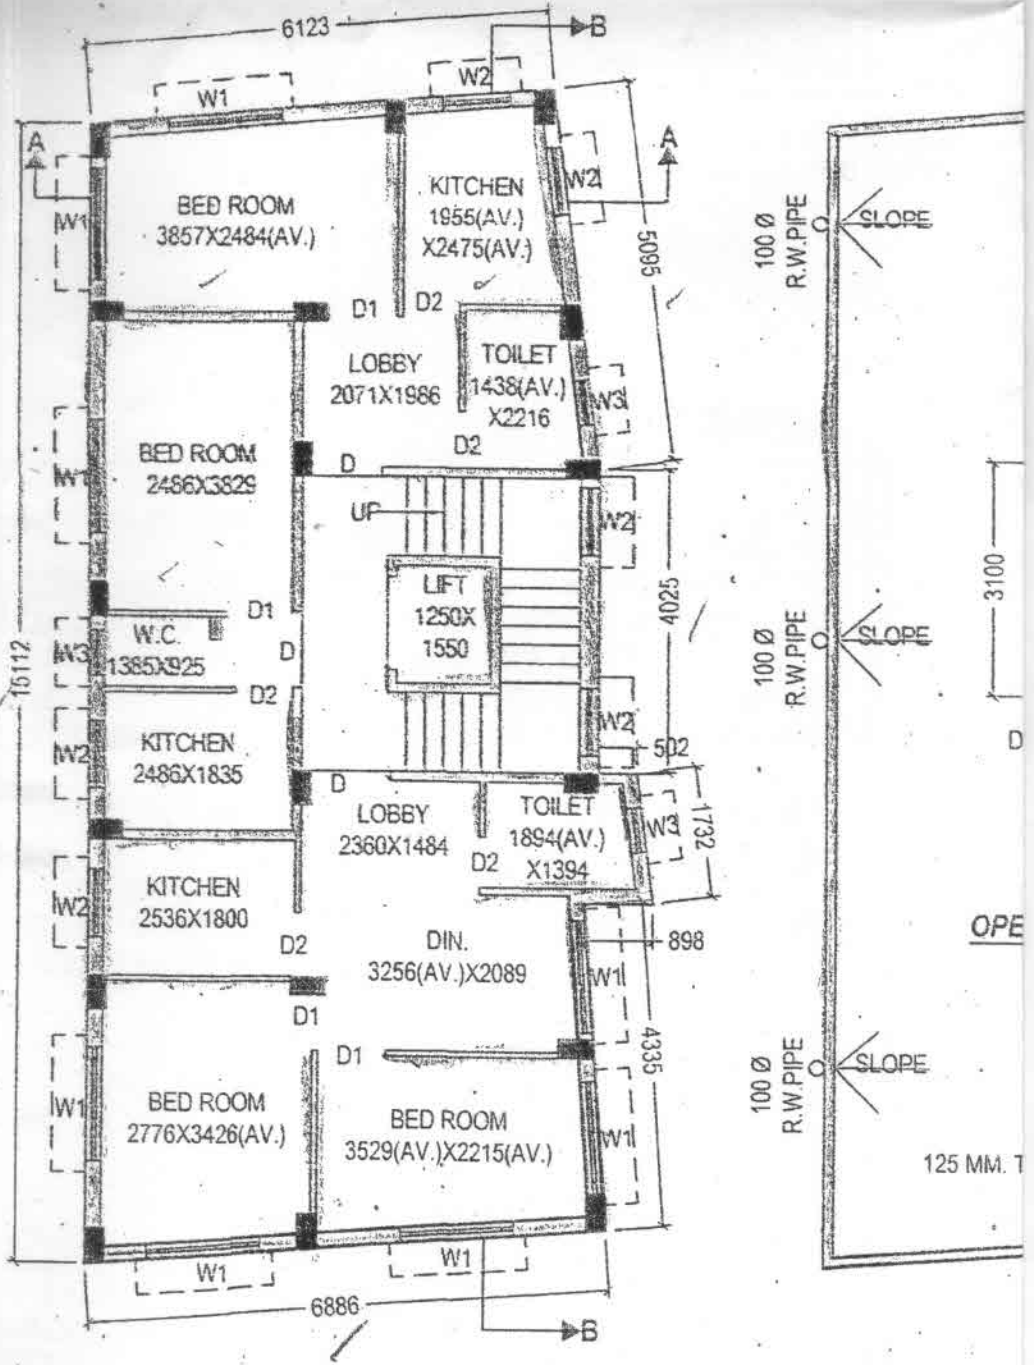 6123
B
W1
W2
A
A
W2
W1
BED ROOM
3857X2484(AV.)
KITCHEN
1955(AV.)
X2475(AV.)
5095
D1
D2
LOBBY
2071X1986
TOILET
1438(AV.)
X2216
W3
D2
D
BED ROOM
2486X3829
W1
UP
W2
LIFT
1250X
1550
4025
15112
D1
W.C.
1385X925
W3
D
D2
W2
KITCHEN
2486X1835
W2
502
D
LOBBY
2360X1484
TOILET
1894(AV.)
X1394
W3
1732
D2
KITCHEN
2536X1800
W2
D2
DIN.
3256(AV.)X2089
898
W1
D1
D1
4335
BED ROOM
2776X3426(AV.)
W1
BED ROOM
3529(AV.)X2215(AV.)
W1
W1
W1
6886
B
100 Ø
R.W.PIPE
SLOPE
3100
100 Ø
R.W.PIPE
SLOPE
D
OPE
100 Ø
R.W.PIPE
SLOPE
125 MM. T